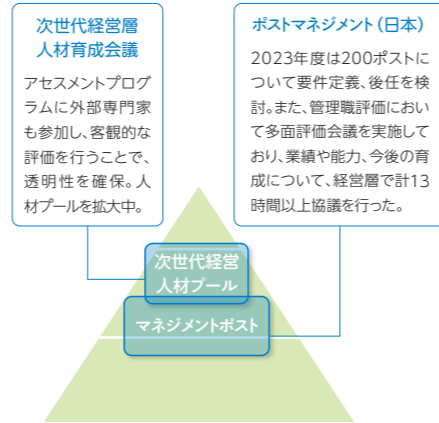 次世代経営層
人材育成会議
アセスメントプログ
ラムに外部専門家
も参加し、客観的な
評価を行うことで、
透明性を確保。人
材プールを拡大中。
ポストマネジメント（日本）
2023年度は200ポストに
ついて要件定義、後任を検
討。また、管理職評価におい
て多面評価会議を実施して
おり、業績や能力、今後の育
成について、経営層で計13
時間以上協議を行った。
次世代経営
人材プール
マネジメントポスト